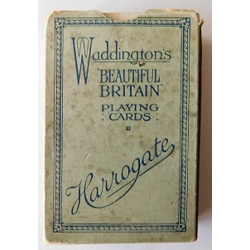 Waddington's
"BEAUTIFUL
BRITAIN"
PLAYING
: CARDS :
Harrogate